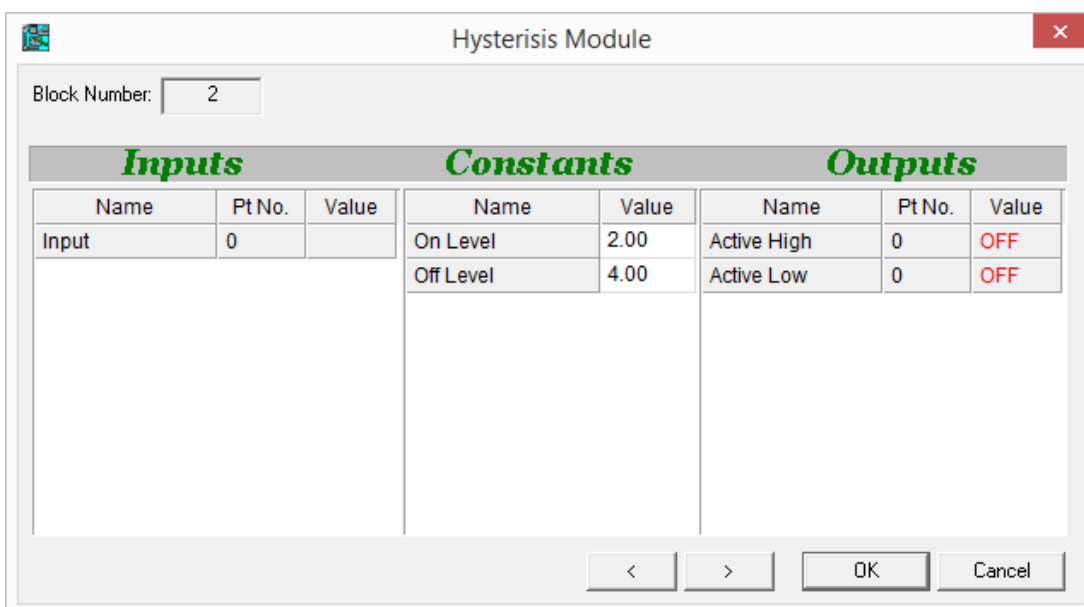 Hysterisis Module
Block Number: 2
Inputs Constants Outputs
Name Pt No. Value Name Value Name Pt No. Value
Input 0 On Level 2.00 Active High 0 OFF
Off Level 4.00 Active Low 0 OFF
< > OK Cancel